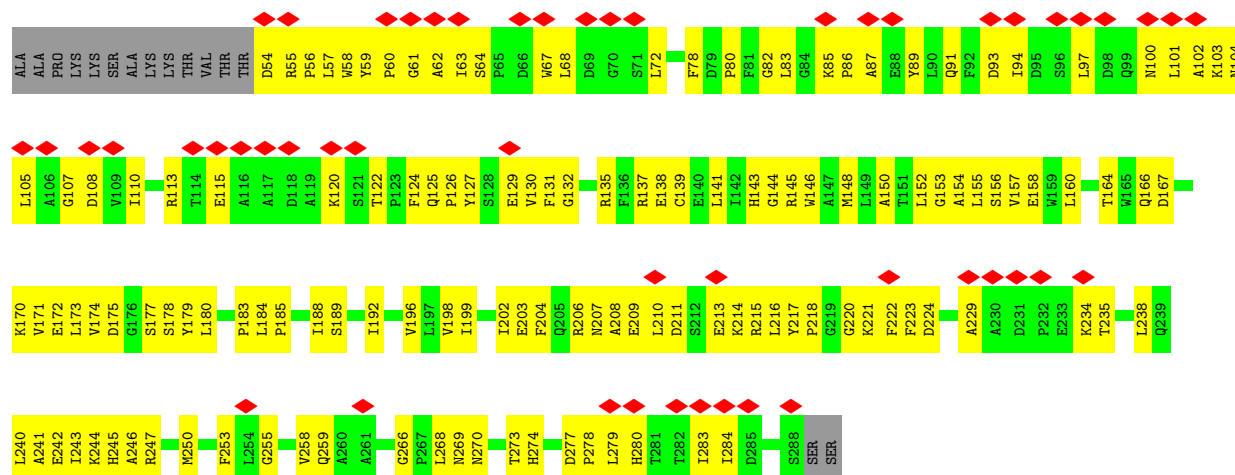 ALA ALA PRO LYS LYS SER ALA LYS LYS THR VAL THR THR D54 R55 P56 L57 W58 Y59 P60 G61 A62 I63 S64 P65 D66 W67 L68 D69 G70 S71 L72 F78 D79 P80 F81 G82 L83 G84 K85 P86 A87 E88 Y89 L90 Q91 F92 D93 I94 D95 S96 L97 D98 Q99 N100 L101 A102 K103 N104
L105 A106 G107 D108 V109 I110 R113 T114 E115 A116 A117 D118 A119 K120 S121 T122 P123 F124 Q125 P126 Y127 S128 E129 V130 F131 G132 R135 F136 R137 E138 C139 E140 L141 I142 H143 G144 R145 W146 A147 M148 L149 A150 T151 L152 G153 A154 L155 S156 V157 E158 W159 L160 T164 W165 Q166 D167
K170 V171 E172 L173 V174 D175 G176 S177 S178 Y179 L180 P183 L184 P185 I188 S189 I192 V196 L197 V198 I199 I202 E203 F204 Q205 R206 N207 A208 E209 L210 D211 S212 E213 K214 R215 L216 Y217 P218 G219 G220 K221 F222 F223 D224 A229 A230 D231 P232 E233 K234 T235 L238 Q239
L240 A241 E242 I243 K244 H245 A246 R247 M250 F253 L254 G255 V258 Q259 A260 A261 G266 P267 L268 N269 N270 T273 H274 D277 P278 L279 H280 T281 T282 I283 I284 D285 S288 SER SER